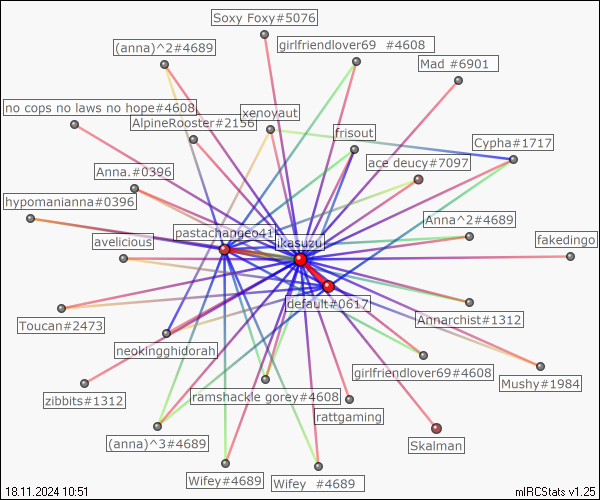 Soxy Foxy#5076
(anna)^2#4689
girlfriendlover69  #4608
Mad #6901
no cops no laws no hope#4608
xenoyaut
AlpineRooster#2156
frisout
Cypha#1717
ace deucy#7097
Anna.#0396
hypomanianna#0396
Anna^2#4689
pastachangeo41
avelicious
ikasuzu
fakedingo
default#0617
Annarchist#1312
Toucan#2473
neokingghidorah
girlfriendlover69#4608
Mushy#1984
zibbits#1312
ramshackle gorey#4608
rattgaming
(anna)^3#4689
Skalman
Wifey#4689
Wifey  #4689
18.11.2024 10:51
mIRCStats v1.25